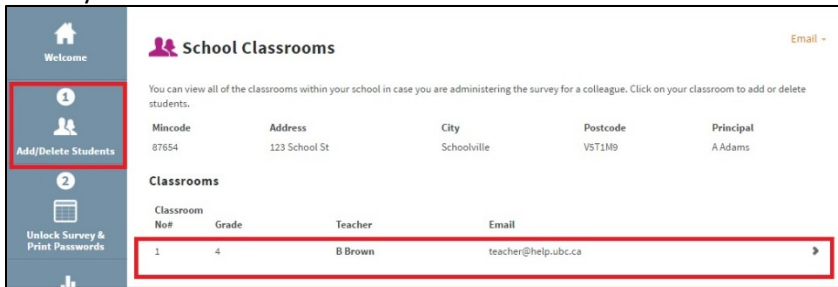 Welcome
1
Add/Delete Students
2
Unlock Survey &
Print Passwords
School Classrooms
Email
You can view all of the classrooms within your school in case you are administering the survey for a colleague. Click on your classroom to add or delete
students.
Mincode Address City Postcode Principal
87654 123 School St Schoolville V5T1M9 A Adams
Classrooms
Classroom
No# Grade Teacher Email
1 4 B Brown teacher@help.ubc.ca